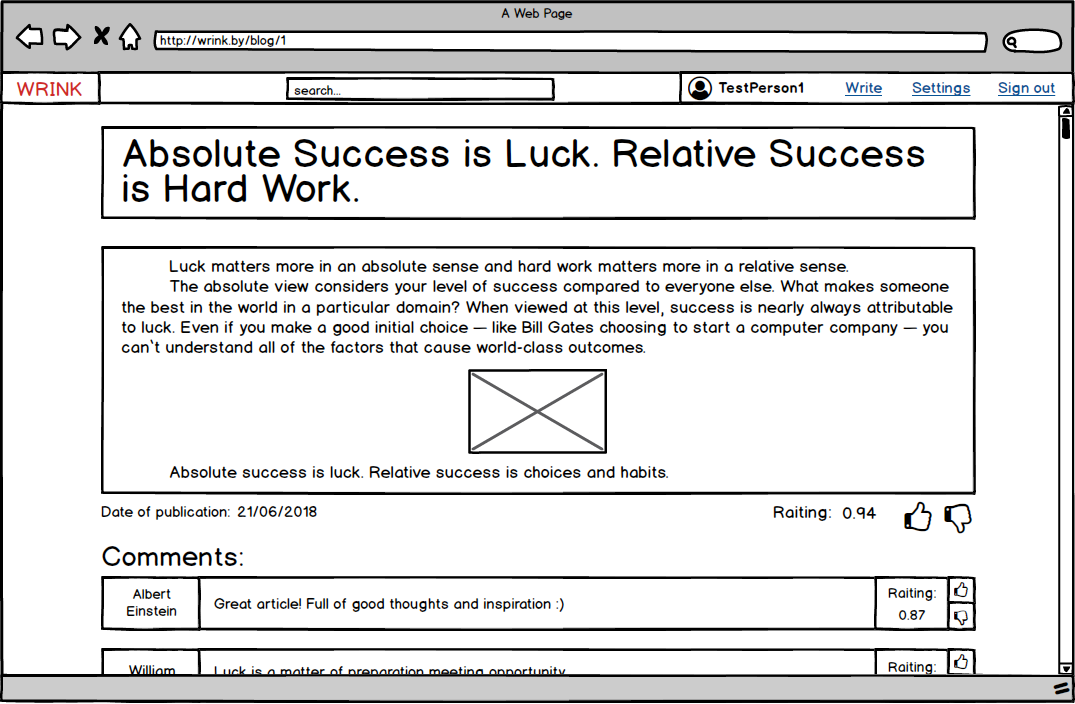 A Web Page
http://wrink.by/blog/1
WRINK
search...
TestPerson1
Write
Settings
Sign out
Absolute Success is Luck. Relative Success
is Hard Work.
Luck matters more in an absolute sense and hard work matters more in a relative sense.
The absolute view considers your level of success compared to everyone else. What makes someone
the best in the world in a particular domain? When viewed at this level, success is nearly always attributable
to luck. Even if you make a good initial choice — like Bill Gates choosing to start a computer company — you
can`t understand all of the factors that cause world-class outcomes.
Absolute success is luck. Relative success is choices and habits.
Date of publication: 21/06/2018
Raiting: 0.94
Comments:
Albert
Einstein
Great article! Full of good thoughts and inspiration :)
Raiting:
0.87
William
Luck is a matter of preparation meeting opportunity
Raiting: